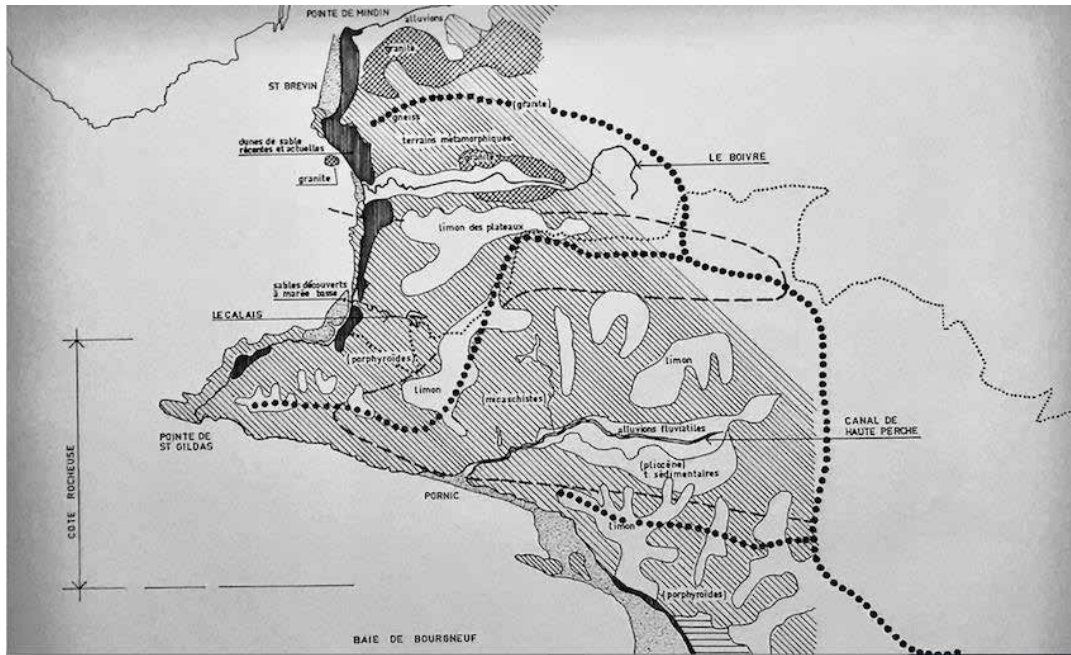 POINTE DE MINDIN
alluvions
granite
ST BREVIN
(granite)
gneiss
dunes de sable
récentes et actuelles
terrains métamorphiques
granite
LE BOIVRE
granite
limon des plateaux
sables découverts
à marée basse
LE CALAIS
(porphyroïdes)
limon
limon
(micaschistes)
POINTE DE
ST GILDAS
alluvions fluviatiles
CANAL DE
HAUTE PERCHE
(pliocène)
t. sédimentaires
COTE ROCHEUSE
PORNIC
limon
(porphyroïdes)
BAIE DE BOURGNEUF